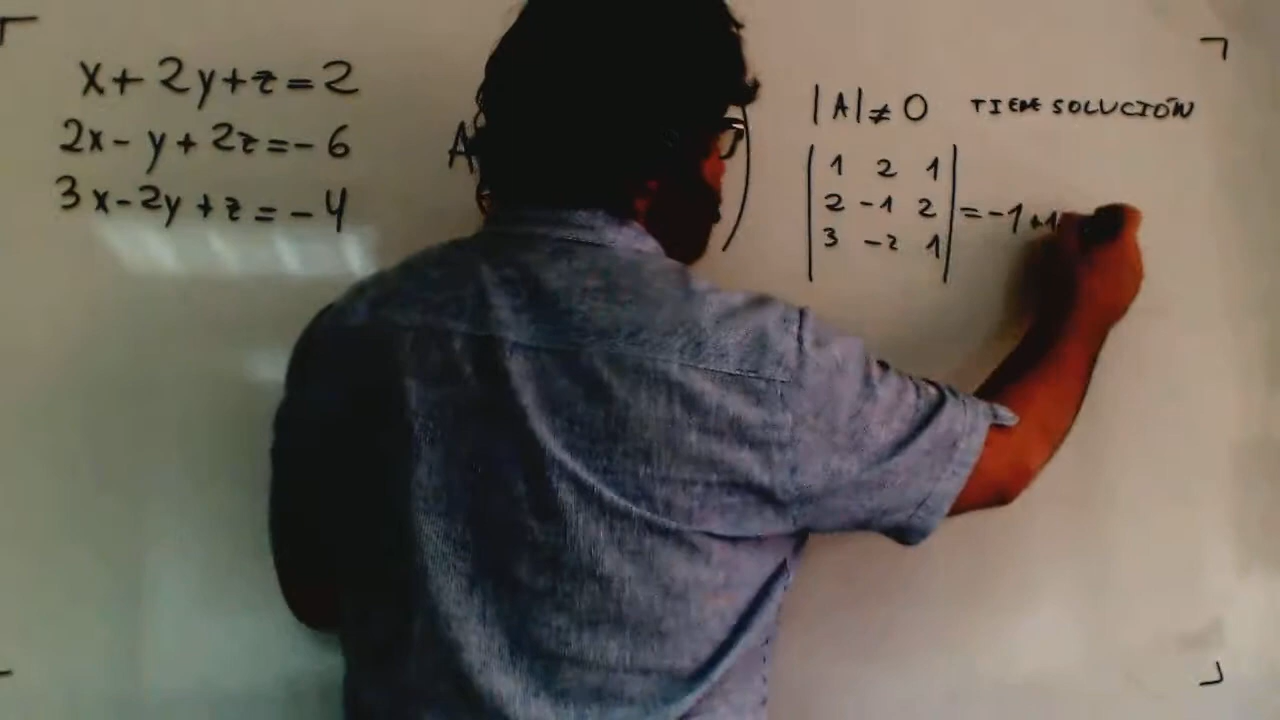 x+2y+z=2
2x-y+2z=-6
3x-2y+z=-4
A
|A|≠0 TIENE SOLUCIÓN
1 2 1
2 -1 2 =-1+1
3 -2 1